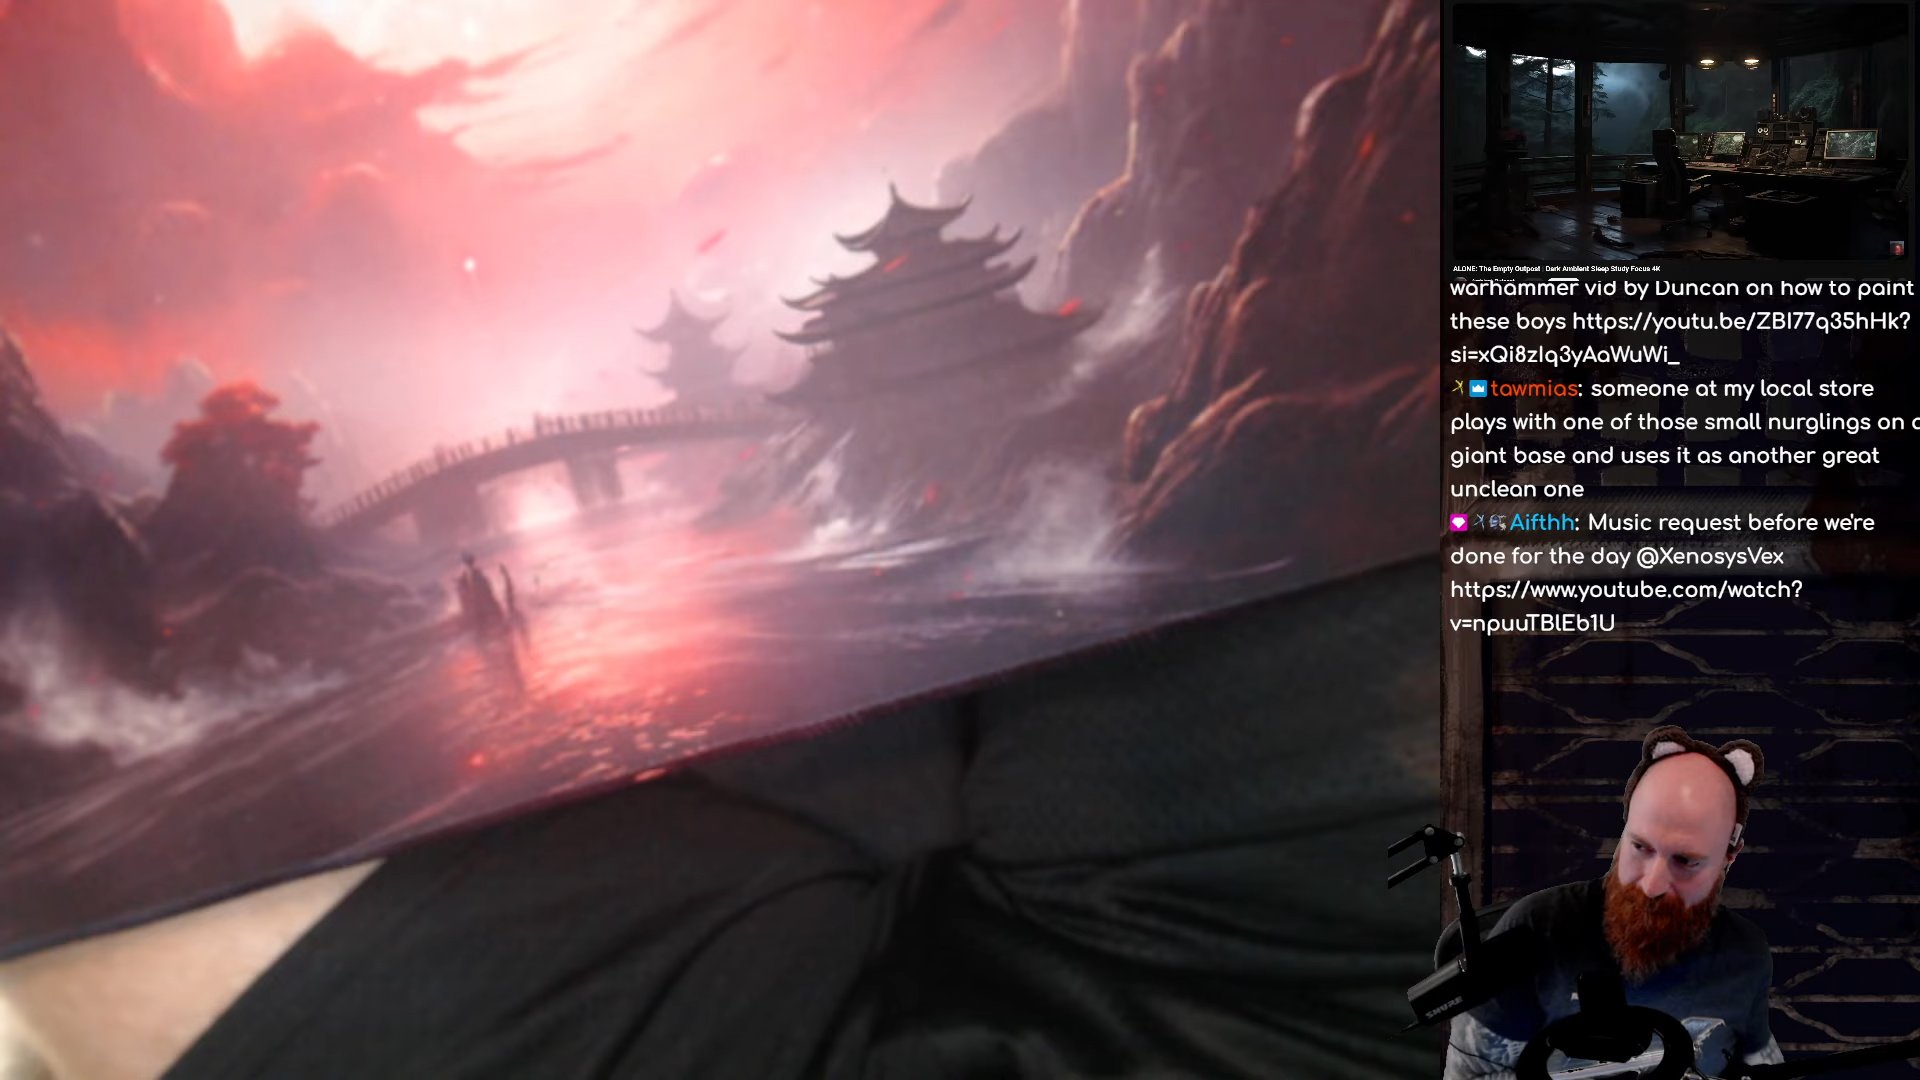 ALONE: The Empty Outpost | Dark Ambient Sleep Study Focus 4K
warhammer vid by Duncan on how to paint
these boys https://youtu.be/ZBI77q35hHk?
si=xQi8zIq3yAaWuWi_
tawmias: someone at my local store
plays with one of those small nurglings on a
giant base and uses it as another great
unclean one
Aifthh: Music request before we're
done for the day @XenosysVex
https://www.youtube.com/watch?
v=npuuTBlEb1U
SHURE